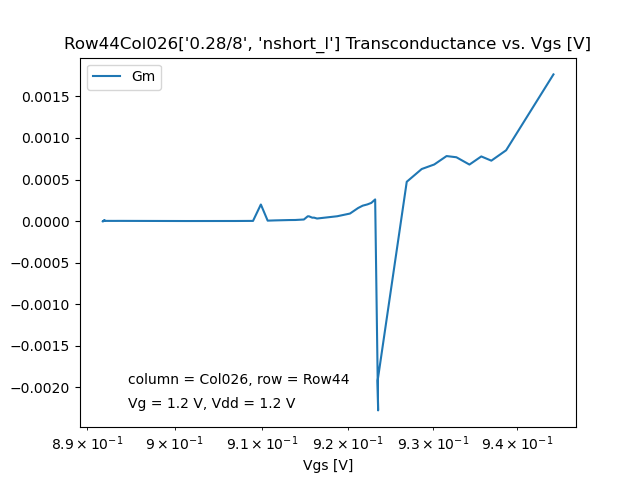 Row44Col026['0.28/8', 'nshort_l'] Transconductance vs. Vgs [V]
Gm
0.0015
0.0010
0.0005
0.0000
−0.0005
−0.0010
−0.0015
−0.0020
column = Col026, row = Row44
Vg = 1.2 V, Vdd = 1.2 V
8.9 × 10⁻¹ 9 × 10⁻¹ 9.1 × 10⁻¹ 9.2 × 10⁻¹ 9.3 × 10⁻¹ 9.4 × 10⁻¹
Vgs [V]